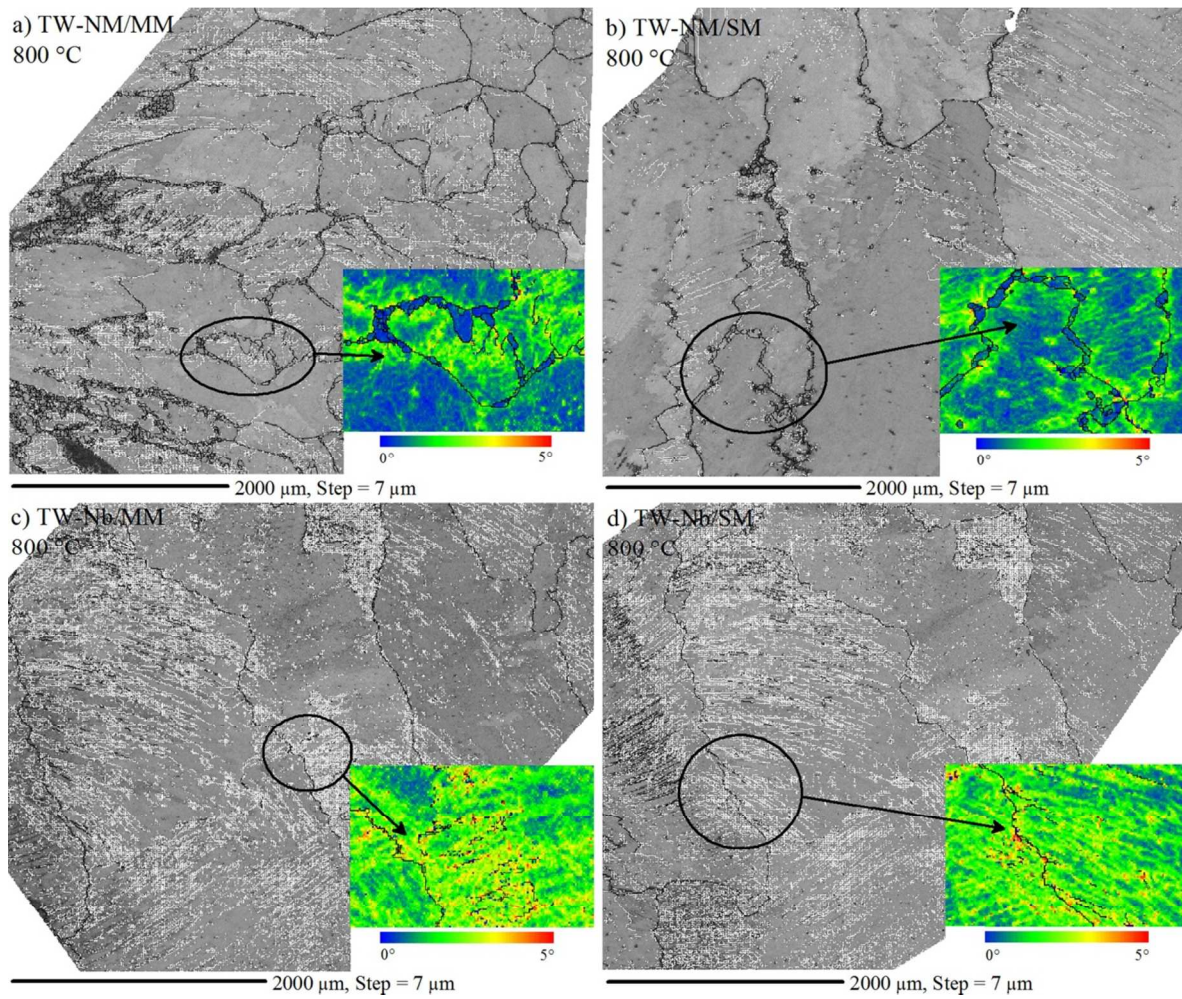 a) TW-NM/MM
800 °C
0°
5°
2000 µm, Step = 7 µm
b) TW-NM/SM
800 °C
0°
5°
2000 µm, Step = 7 µm
c) TW-Nb/MM
800 °C
0°
5°
2000 µm, Step = 7 µm
d) TW-Nb/SM
800 °C
0°
5°
2000 µm, Step = 7 µm